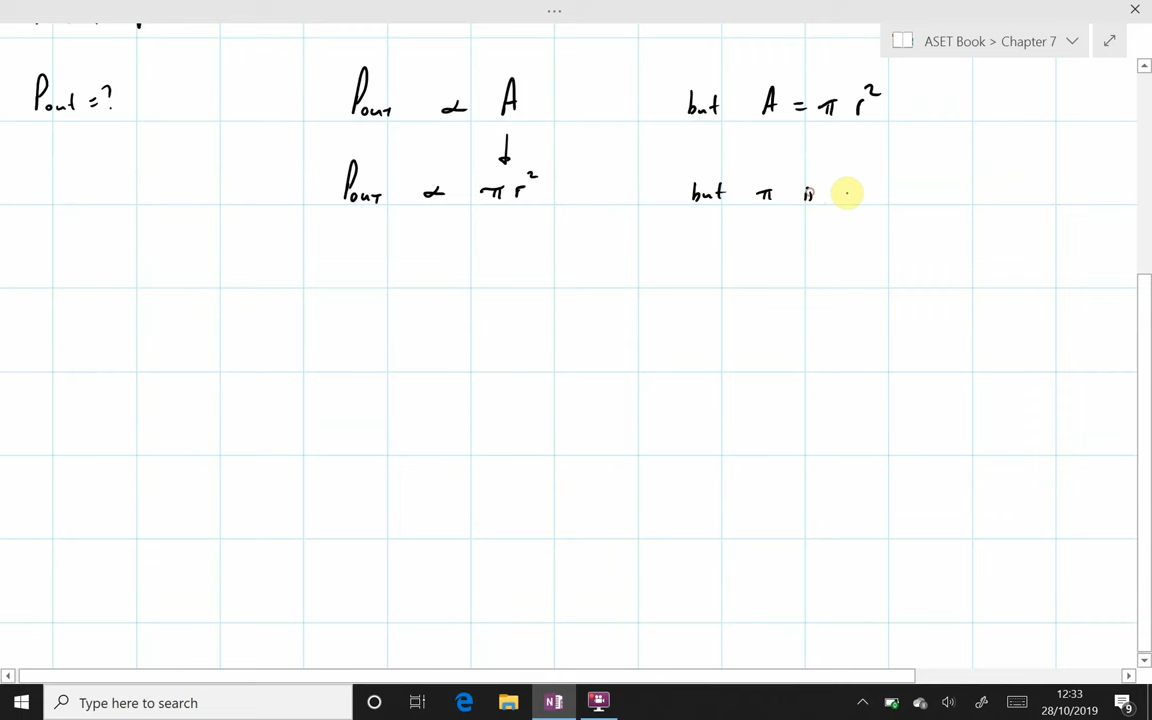 ASET Book > Chapter 7
Pout = ?
Pout ∝ A
but A = π r²
↓
Pout ∝ π r²
but π is
Type here to search
12:33
28/10/2019
9